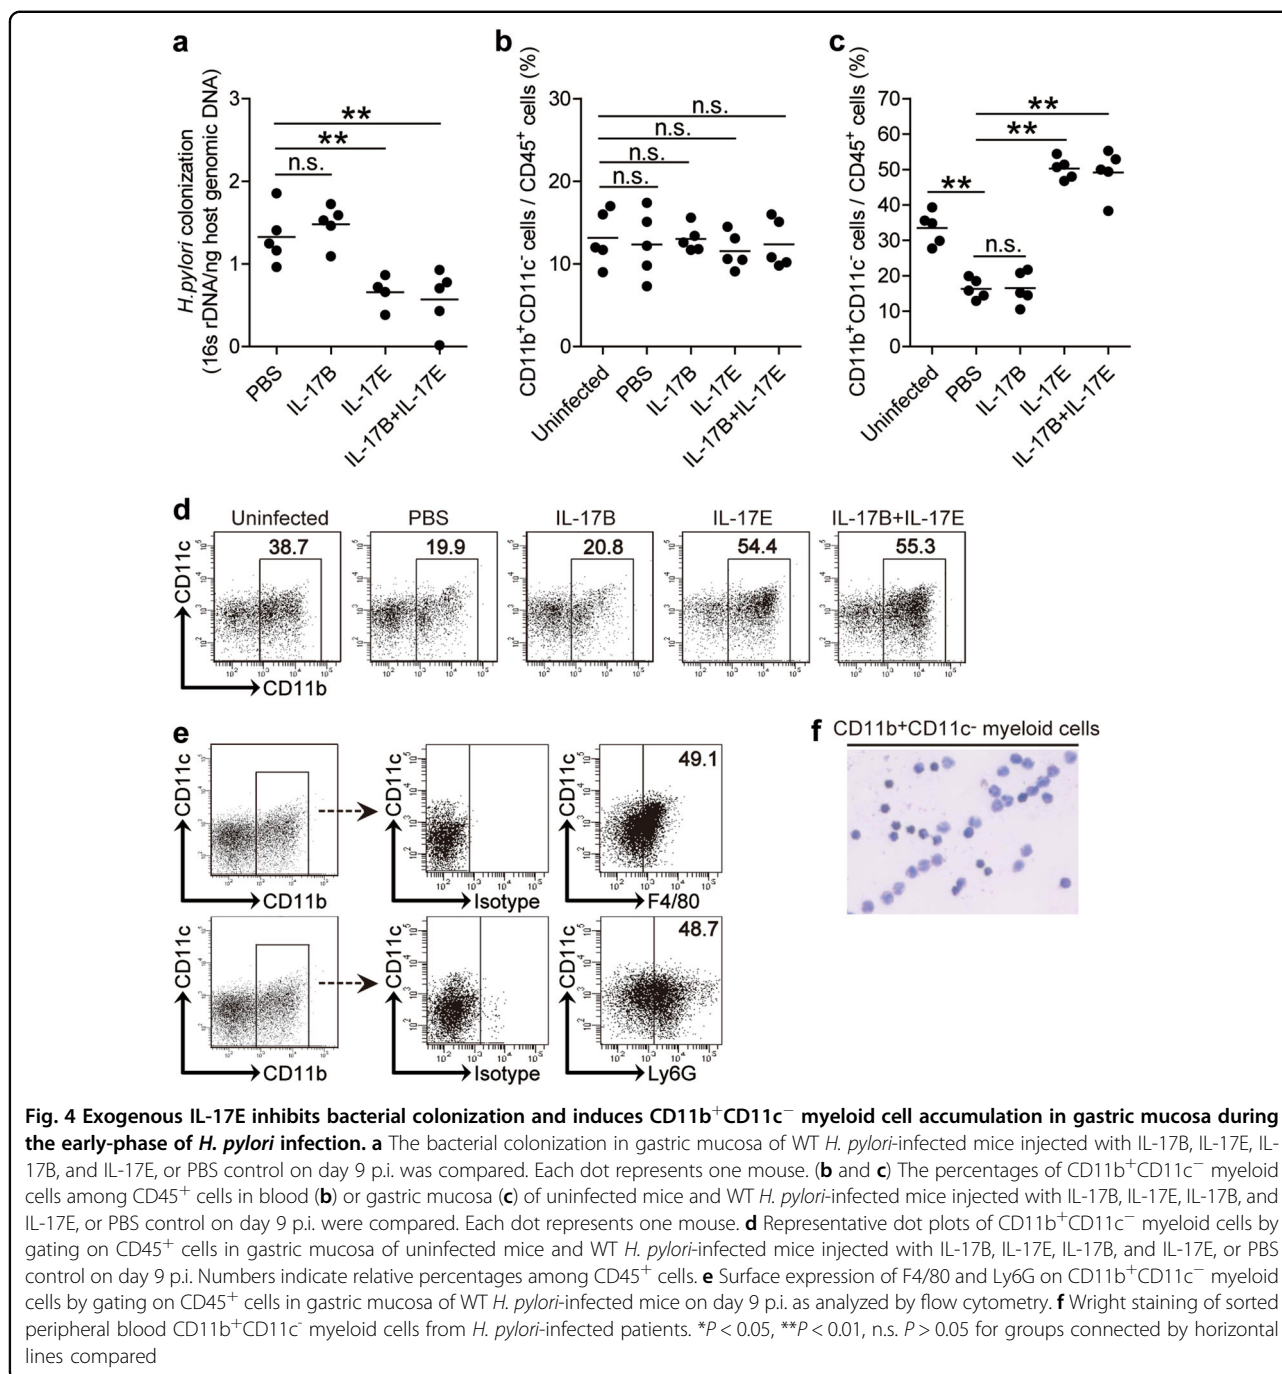 a
H.pylori colonization
(16s rDNA/ng host genomic DNA)
3
2
1
0
**
**
n.s.
PBS
IL-17B
IL-17E
IL-17B+IL-17E
b
CD11b+CD11c- cells / CD45+ cells (%)
30
20
10
0
n.s.
n.s.
n.s.
n.s.
Uninfected
PBS
IL-17B
IL-17E
IL-17B+IL-17E
c
CD11b+CD11c- cells / CD45+ cells (%)
70
60
50
40
30
20
10
0
**
**
**
n.s.
Uninfected
PBS
IL-17B
IL-17E
IL-17B+IL-17E
d
Uninfected PBS IL-17B IL-17E IL-17B+IL-17E
38.7 19.9 20.8 54.4 55.3
CD11c
10^5
10^4
10^3
10^2
10^2 10^3 10^4 10^5
CD11b
e
CD11c CD11c CD11c
49.1
CD11b Isotype F4/80
CD11c CD11c CD11c
48.7
CD11b Isotype Ly6G
f CD11b+CD11c- myeloid cells
Fig. 4 Exogenous IL-17E inhibits bacterial colonization and induces CD11b+CD11c− myeloid cell accumulation in gastric mucosa during
the early-phase of H. pylori infection. a The bacterial colonization in gastric mucosa of WT H. pylori-infected mice injected with IL-17B, IL-17E, IL-
17B, and IL-17E, or PBS control on day 9 p.i. was compared. Each dot represents one mouse. (b and c) The percentages of CD11b+CD11c− myeloid
cells among CD45+ cells in blood (b) or gastric mucosa (c) of uninfected mice and WT H. pylori-infected mice injected with IL-17B, IL-17E, IL-17B, and
IL-17E, or PBS control on day 9 p.i. were compared. Each dot represents one mouse. d Representative dot plots of CD11b+CD11c− myeloid cells by
gating on CD45+ cells in gastric mucosa of uninfected mice and WT H. pylori-infected mice injected with IL-17B, IL-17E, IL-17B, and IL-17E, or PBS
control on day 9 p.i. Numbers indicate relative percentages among CD45+ cells. e Surface expression of F4/80 and Ly6G on CD11b+CD11c− myeloid
cells by gating on CD45+ cells in gastric mucosa of WT H. pylori-infected mice on day 9 p.i. as analyzed by flow cytometry. f Wright staining of sorted
peripheral blood CD11b+CD11c- myeloid cells from H. pylori-infected patients. *P < 0.05, **P < 0.01, n.s. P > 0.05 for groups connected by horizontal
lines compared